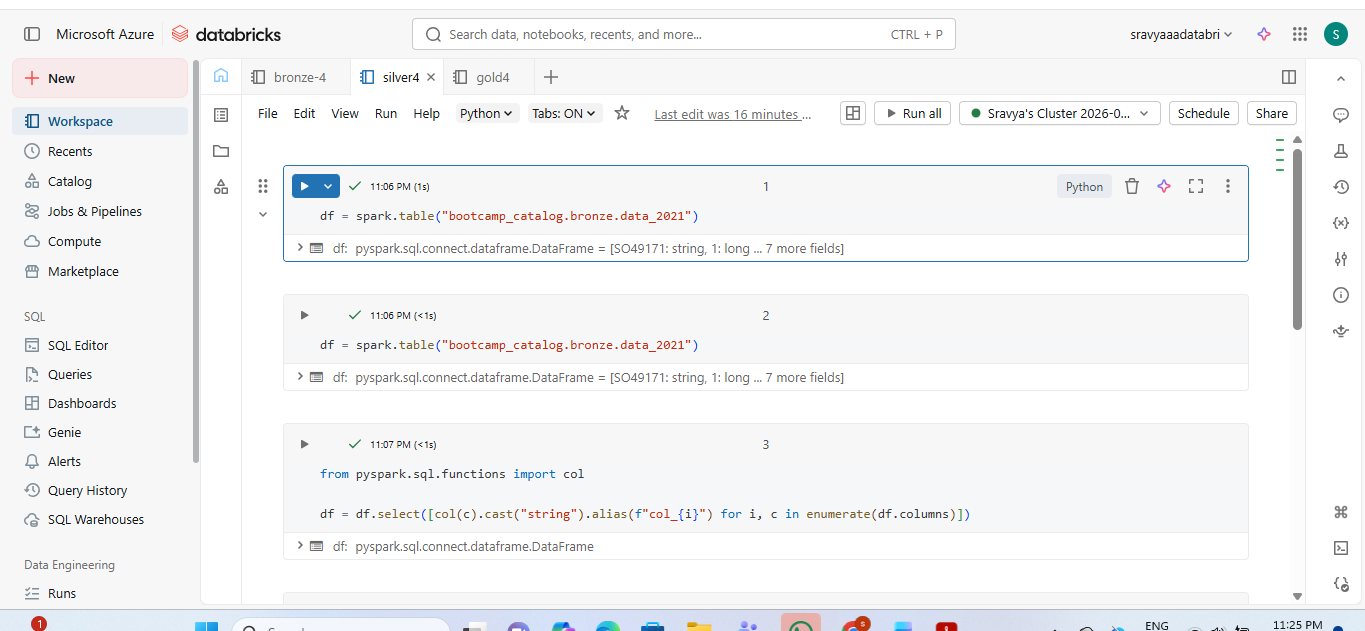 Microsoft Azure
databricks
Search data, notebooks, recents, and more...
CTRL + P
sravyaaadatabri
S
New
Workspace
Recents
Catalog
Jobs & Pipelines
Compute
Marketplace
SQL
SQL Editor
Queries
Dashboards
Genie
Alerts
Query History
SQL Warehouses
Data Engineering
Runs
bronze-4
silver4
gold4
File Edit View Run Help Python Tabs: ON Last edit was 16 minutes ...
Run all
Sravya's Cluster 2026-0...
Schedule
Share
11:06 PM (1s)
1
Python
df = spark.table("bootcamp_catalog.bronze.data_2021")
df: pyspark.sql.connect.dataframe.DataFrame = [SO49171: string, 1: long ... 7 more fields]
11:06 PM (<1s)
2
df = spark.table("bootcamp_catalog.bronze.data_2021")
df: pyspark.sql.connect.dataframe.DataFrame = [SO49171: string, 1: long ... 7 more fields]
11:07 PM (<1s)
3
from pyspark.sql.functions import col
df = df.select([col(c).cast("string").alias(f"col_{i}") for i, c in enumerate(df.columns)])
df: pyspark.sql.connect.dataframe.DataFrame
1
ENG
11:25 PM